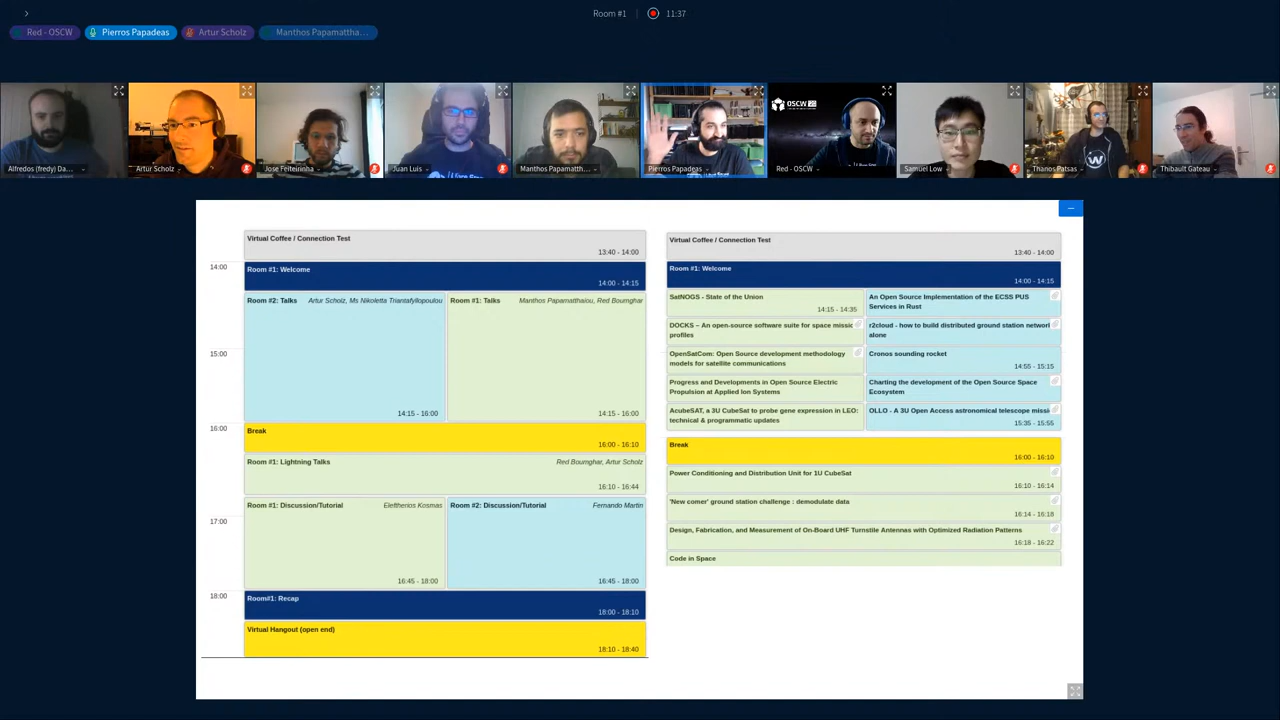 Room #1
11:37
Red - OSCW
Pierros Papadeas
Artur Scholz
Manthos Papamattha...
OSCW
Alfredos (fredy) Da...
Artur Scholz
Jose Feiteirinha
Juan Luis
Manthos Papamatth...
Pierros Papadeas
Red - OSCW
Samuel Low
Thanos Patsas
Thibault Gateau
Virtual Coffee / Connection Test
13:40 - 14:00
14:00
Room #1: Welcome
14:00 - 14:15
Room #2: Talks
Artur Scholz, Ms Nikoletta Triantafyllopoulou
14:15 - 16:00
Room #1: Talks
Manthos Papamatthaiou, Red Boumghar
14:15 - 16:00
15:00
16:00
Break
16:00 - 16:10
Room #1: Lightning Talks
Red Boumghar, Artur Scholz
16:10 - 16:44
Room #1: Discussion/Tutorial
Eleftherios Kosmas
16:45 - 18:00
Room #2: Discussion/Tutorial
Fernando Martin
16:45 - 18:00
17:00
18:00
Room#1: Recap
18:00 - 18:10
Virtual Hangout (open end)
18:10 - 18:40
Virtual Coffee / Connection Test
13:40 - 14:00
Room #1: Welcome
14:00 - 14:15
SatNOGS - State of the Union
14:15 - 14:35
An Open Source Implementation of the ECSS PUS
Services in Rust
DOCKS – An open-source software suite for space missic
profiles
r2cloud - how to build distributed ground station networl
alone
OpenSatCom: Open Source development methodology
models for satellite communications
Cronos sounding rocket
14:55 - 15:15
Progress and Developments in Open Source Electric
Propulsion at Applied Ion Systems
Charting the development of the Open Source Space
Ecosystem
AcubeSAT, a 3U CubeSat to probe gene expression in LEO:
technical & programmatic updates
OLLO - A 3U Open Access astronomical telescope missi
15:35 - 15:55
Break
16:00 - 16:10
Power Conditioning and Distribution Unit for 1U CubeSat
16:10 - 16:14
'New comer' ground station challenge : demodulate data
16:14 - 16:18
Design, Fabrication, and Measurement of On-Board UHF Turnstile Antennas with Optimized Radiation Patterns
16:18 - 16:22
Code in Space